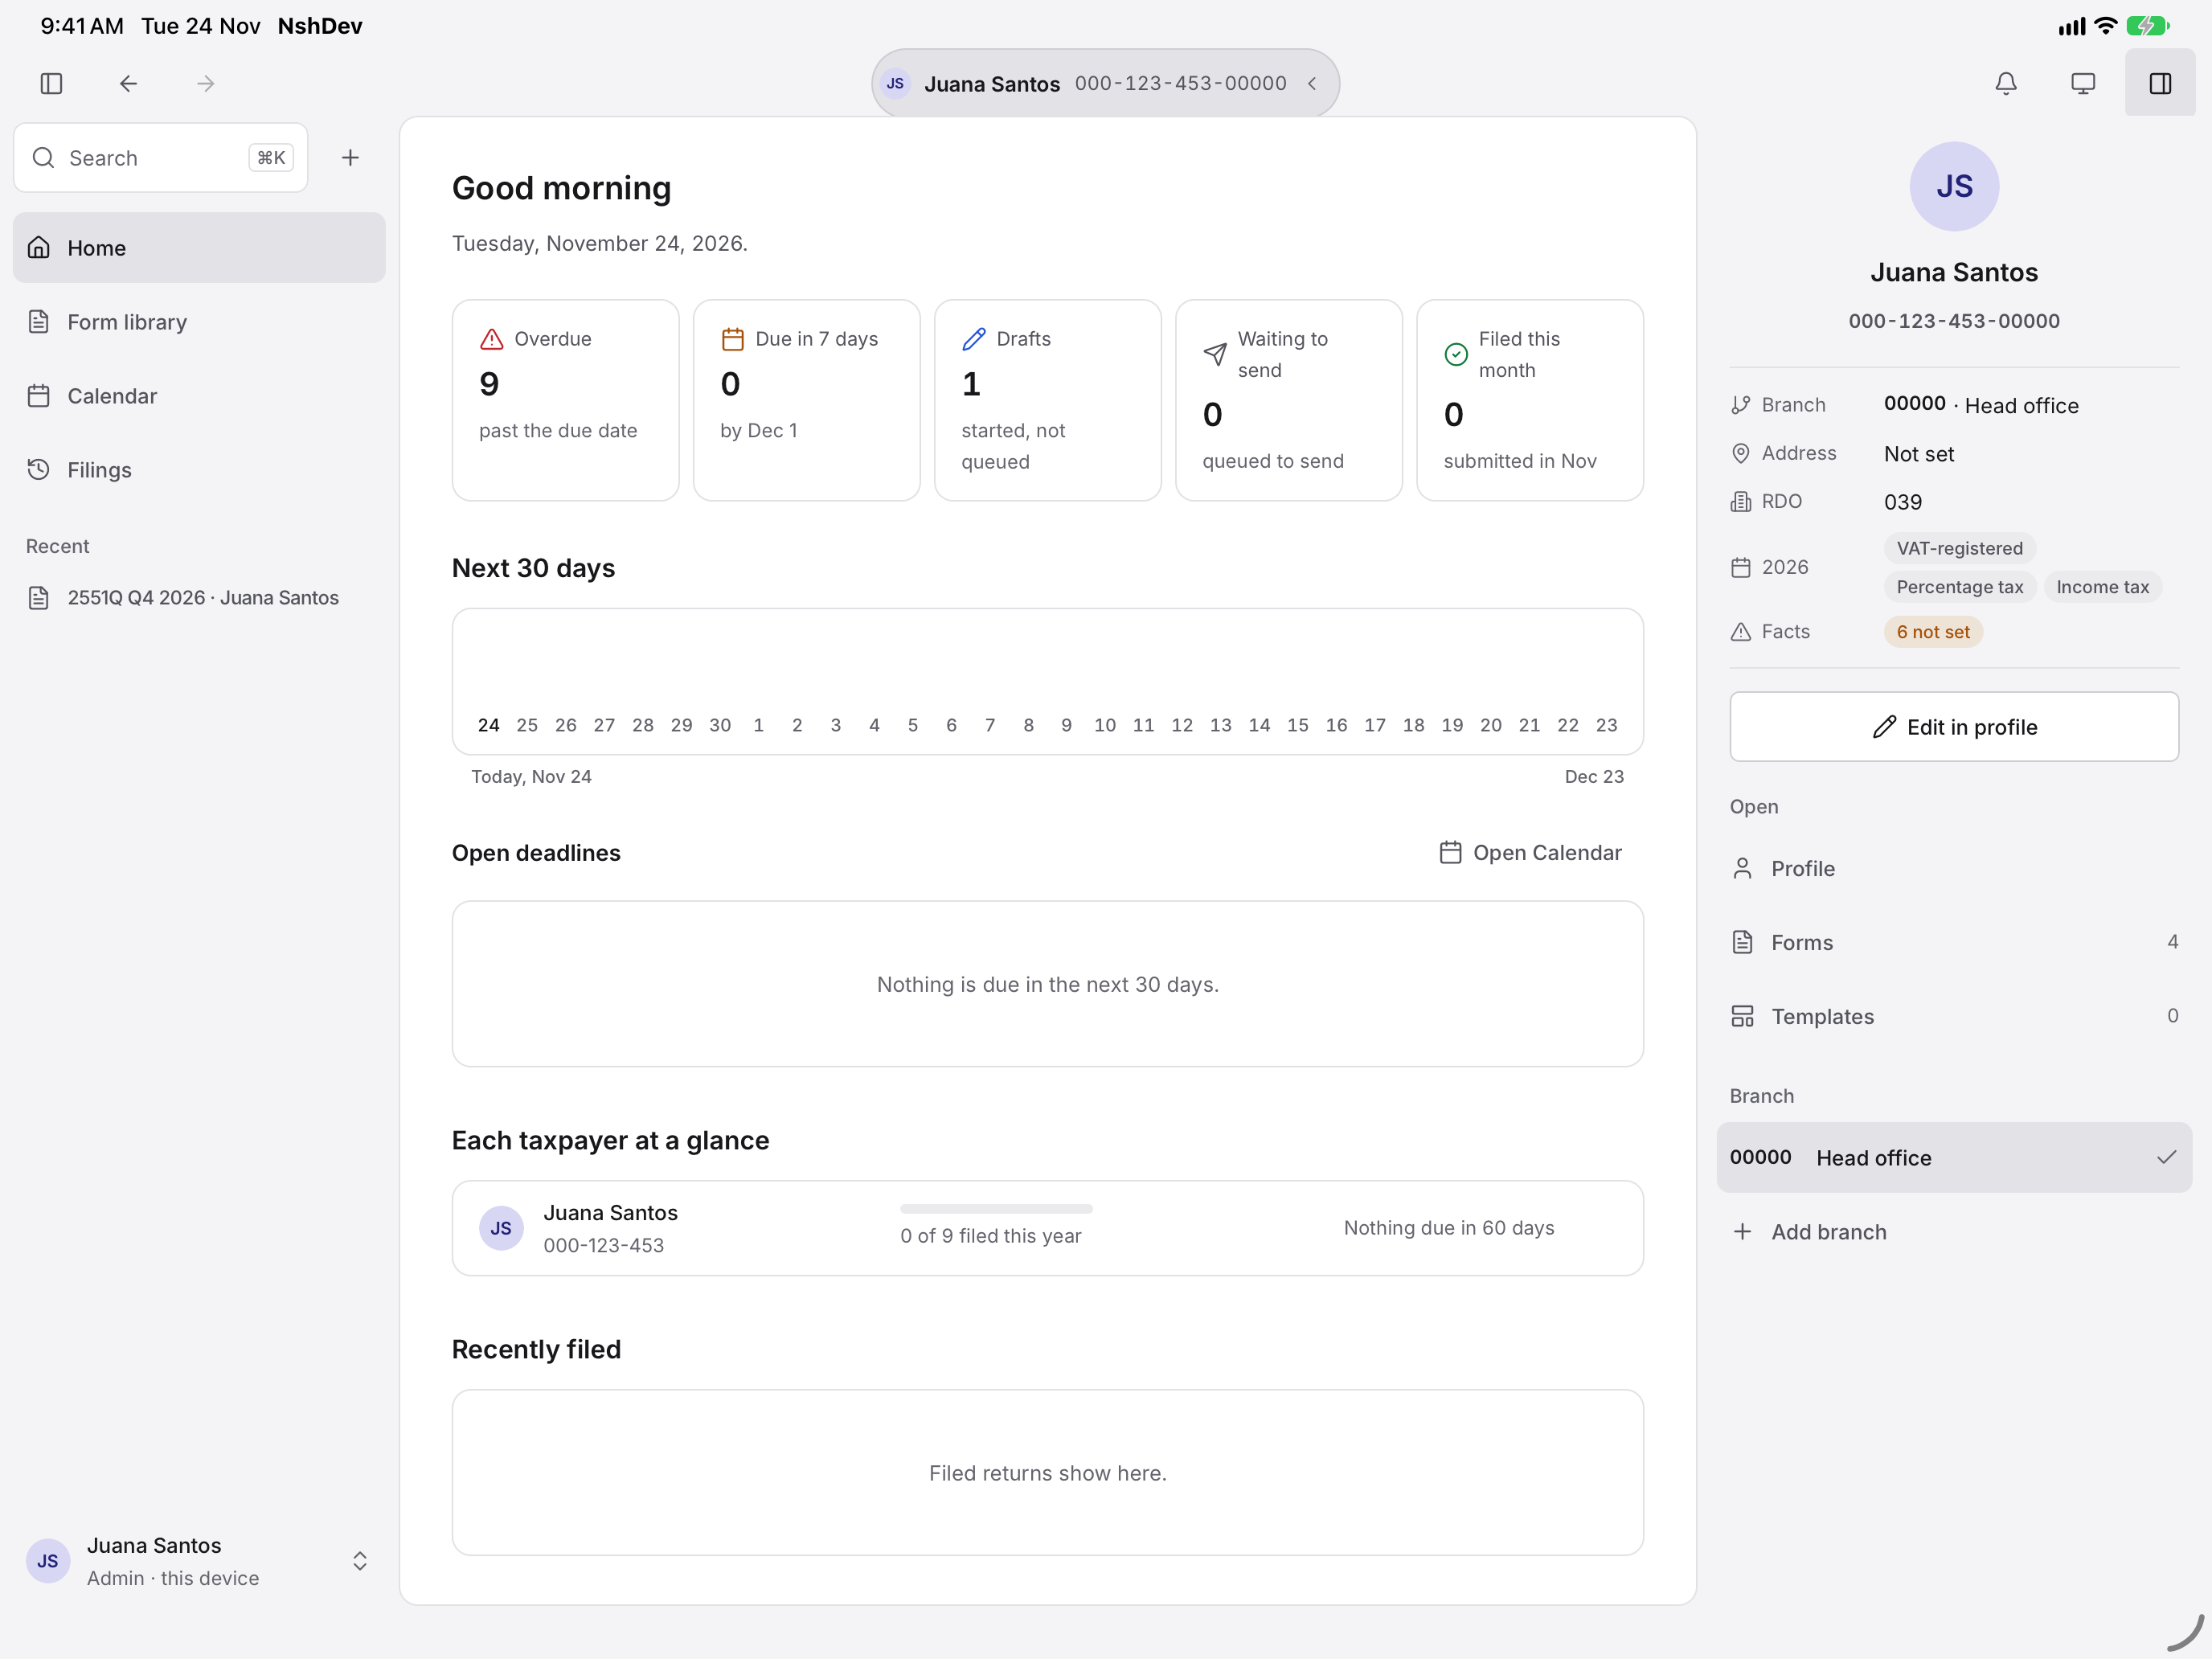 9:41 AM Tue 24 Nov NshDev
JS Juana Santos 000-123-453-00000
Search ⌘K
Home
Form library
Calendar
Filings
Recent
2551Q Q4 2026 · Juana Santos
JS Juana Santos
Admin · this device
Good morning
Tuesday, November 24, 2026.
Overdue
9
past the due date
Due in 7 days
0
by Dec 1
Drafts
1
started, not
queued
Waiting to
send
0
queued to send
Filed this
month
0
submitted in Nov
Next 30 days
24 25 26 27 28 29 30 1 2 3 4 5 6 7 8 9 10 11 12 13 14 15 16 17 18 19 20 21 22 23
Today, Nov 24 Dec 23
Open deadlines Open Calendar
Nothing is due in the next 30 days.
Each taxpayer at a glance
JS Juana Santos
000-123-453
0 of 9 filed this year
Nothing due in 60 days
Recently filed
Filed returns show here.
JS
Juana Santos
000-123-453-00000
Branch 00000 · Head office
Address Not set
RDO 039
2026 VAT-registered
Percentage tax Income tax
Facts 6 not set
Edit in profile
Open
Profile
Forms 4
Templates 0
Branch
00000 Head office
Add branch